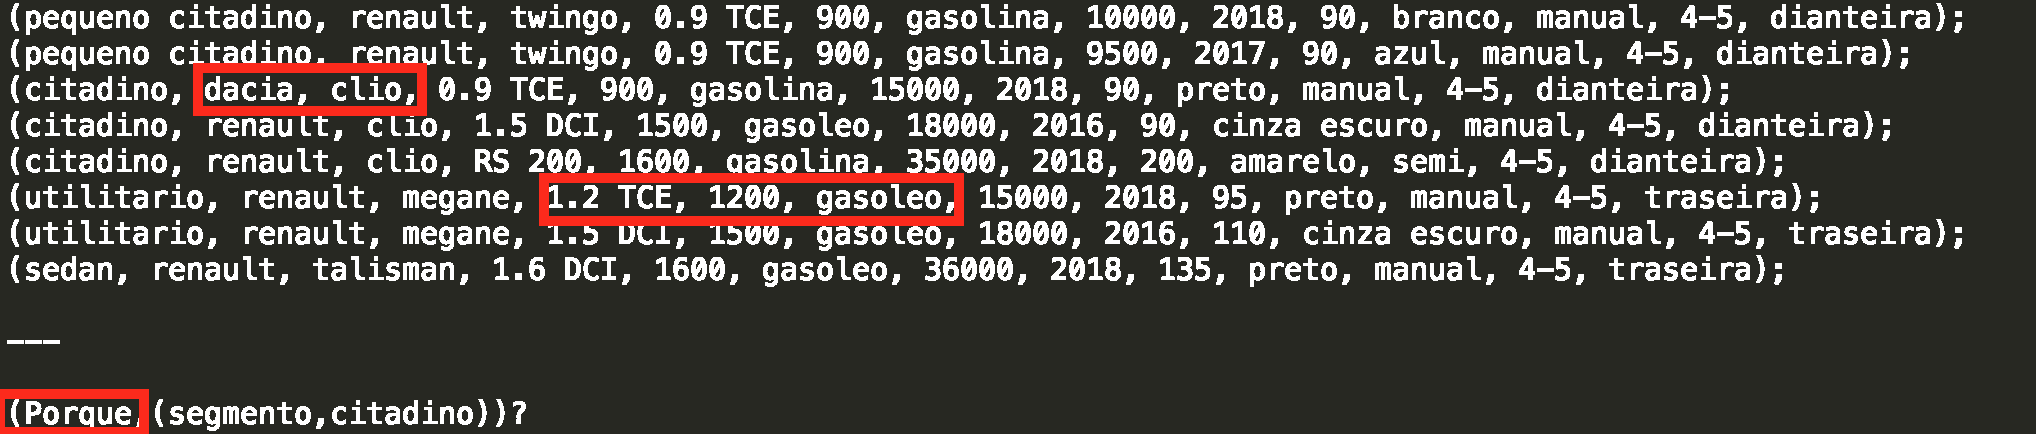 (pequeno citadino, renault, twingo, 0.9 TCE, 900, gasolina, 10000, 2018, 90, branco, manual, 4-5, dianteira);
(pequeno citadino, renault, twingo, 0.9 TCE, 900, gasolina, 9500, 2017, 90, azul, manual, 4-5, dianteira);
(citadino, dacia, clio, 0.9 TCE, 900, gasolina, 15000, 2018, 90, preto, manual, 4-5, dianteira);
(citadino, renault, clio, 1.5 DCI, 1500, gasoleo, 18000, 2016, 90, cinza escuro, manual, 4-5, dianteira);
(citadino, renault, clio, RS 200, 1600, gasolina, 35000, 2018, 200, amarelo, semi, 4-5, dianteira);
(utilitario, renault, megane, 1.2 TCE, 1200, gasoleo, 15000, 2018, 95, preto, manual, 4-5, traseira);
(utilitario, renault, megane, 1.5 DCI, 1500, gasoleo, 18000, 2016, 110, cinza escuro, manual, 4-5, traseira);
(sedan, renault, talisman, 1.6 DCI, 1600, gasoleo, 36000, 2018, 135, preto, manual, 4-5, traseira);
---
(Porque,(segmento,citadino))?